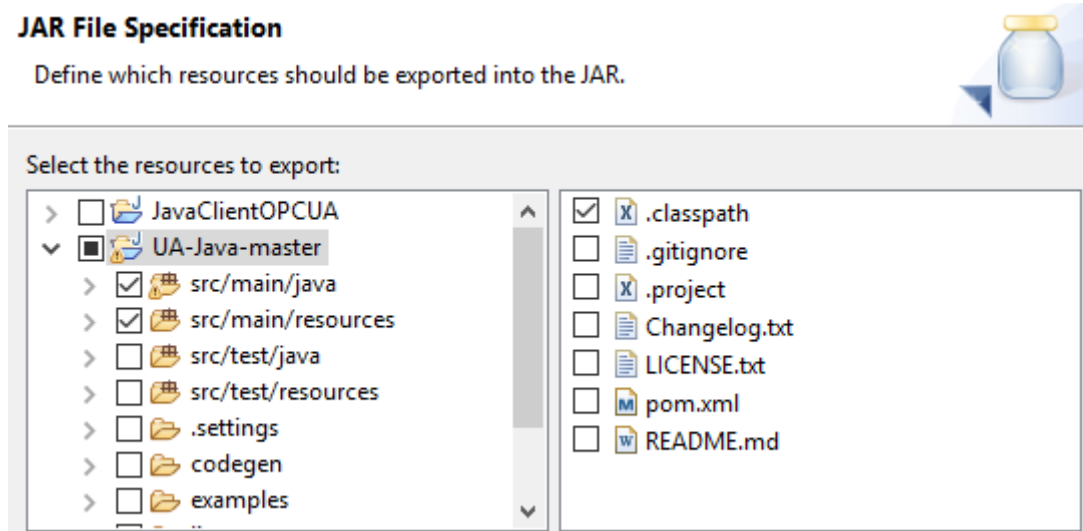 JAR File Specification
Define which resources should be exported into the JAR.
Select the resources to export:
JavaClientOPCUA
UA-Java-master
src/main/java
src/main/resources
src/test/java
src/test/resources
.settings
codegen
examples
.classpath
.gitignore
.project
Changelog.txt
LICENSE.txt
pom.xml
README.md